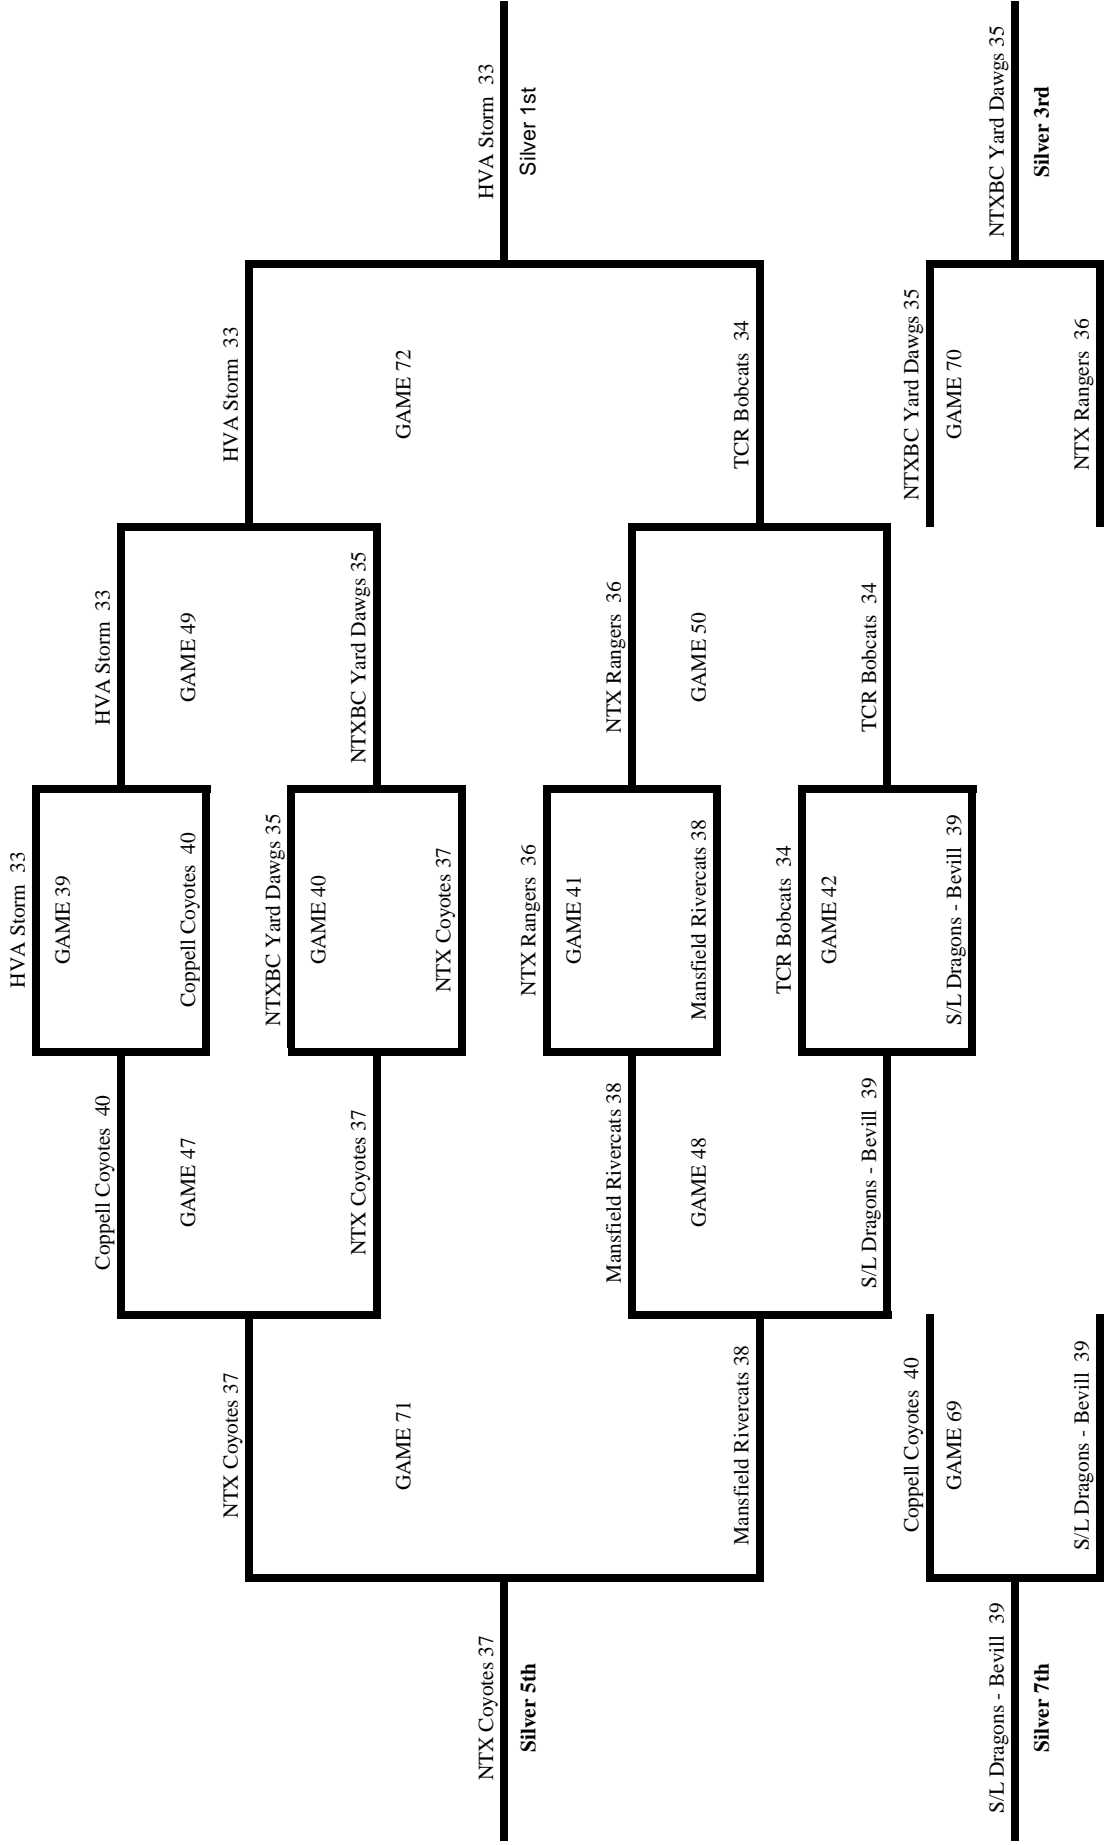 HVA Storm  33
GAME 39
Coppell Coyotes  40
NTXBC Yard Dawgs 35
GAME 40
NTX Coyotes 37
NTX Rangers  36
GAME 41
Mansfield Rivercats 38
TCR Bobcats  34
GAME 42
S/L Dragons - Bevill  39
HVA Storm  33
GAME 49
NTXBC Yard Dawgs 35
NTX Rangers  36
GAME 50
TCR Bobcats  34
HVA Storm  33
GAME 72
TCR Bobcats  34
NTXBC Yard Dawgs 35
GAME 70
NTX Rangers  36
HVA Storm  33
Silver 1st
NTXBC Yard Dawgs 35
Silver 3rd
Coppell Coyotes  40
GAME 47
NTX Coyotes 37
Mansfield Rivercats 38
GAME 48
S/L Dragons - Bevill  39
NTX Coyotes 37
GAME 71
Mansfield Rivercats 38
Coppell Coyotes  40
GAME 69
S/L Dragons - Bevill  39
NTX Coyotes 37
Silver 5th
S/L Dragons - Bevill  39
Silver 7th